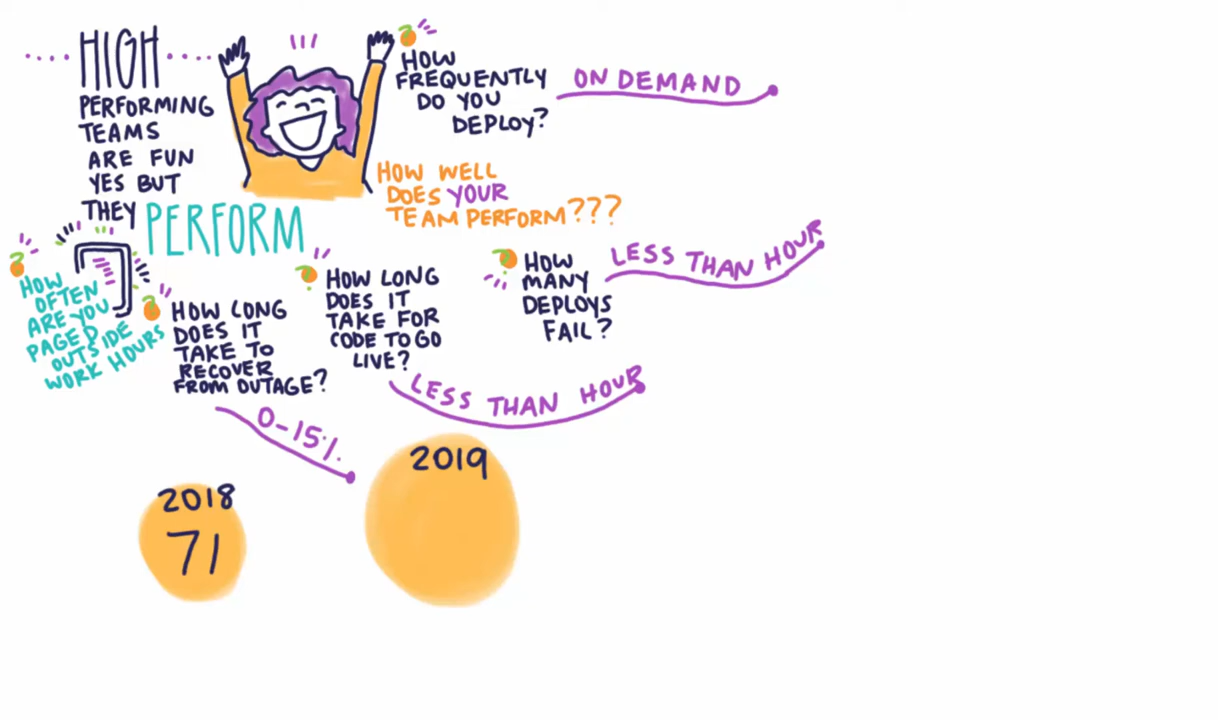 HIGH
PERFORMING
TEAMS
ARE FUN
YES BUT
THEY PERFORM
HOW
FREQUENTLY
DO YOU
DEPLOY?
ON DEMAND
HOW WELL
DOES YOUR
TEAM PERFORM???
HOW
OFTEN
ARE YOU
PAGED
OUTSIDE
WORK HOURS
HOW LONG
DOES IT
TAKE TO
RECOVER
FROM OUTAGE?
0-15%
HOW LONG
DOES IT
TAKE FOR
CODE TO GO
LIVE?
LESS THAN HOUR
HOW
MANY
DEPLOYS
FAIL?
LESS THAN HOUR
2018
71
2019